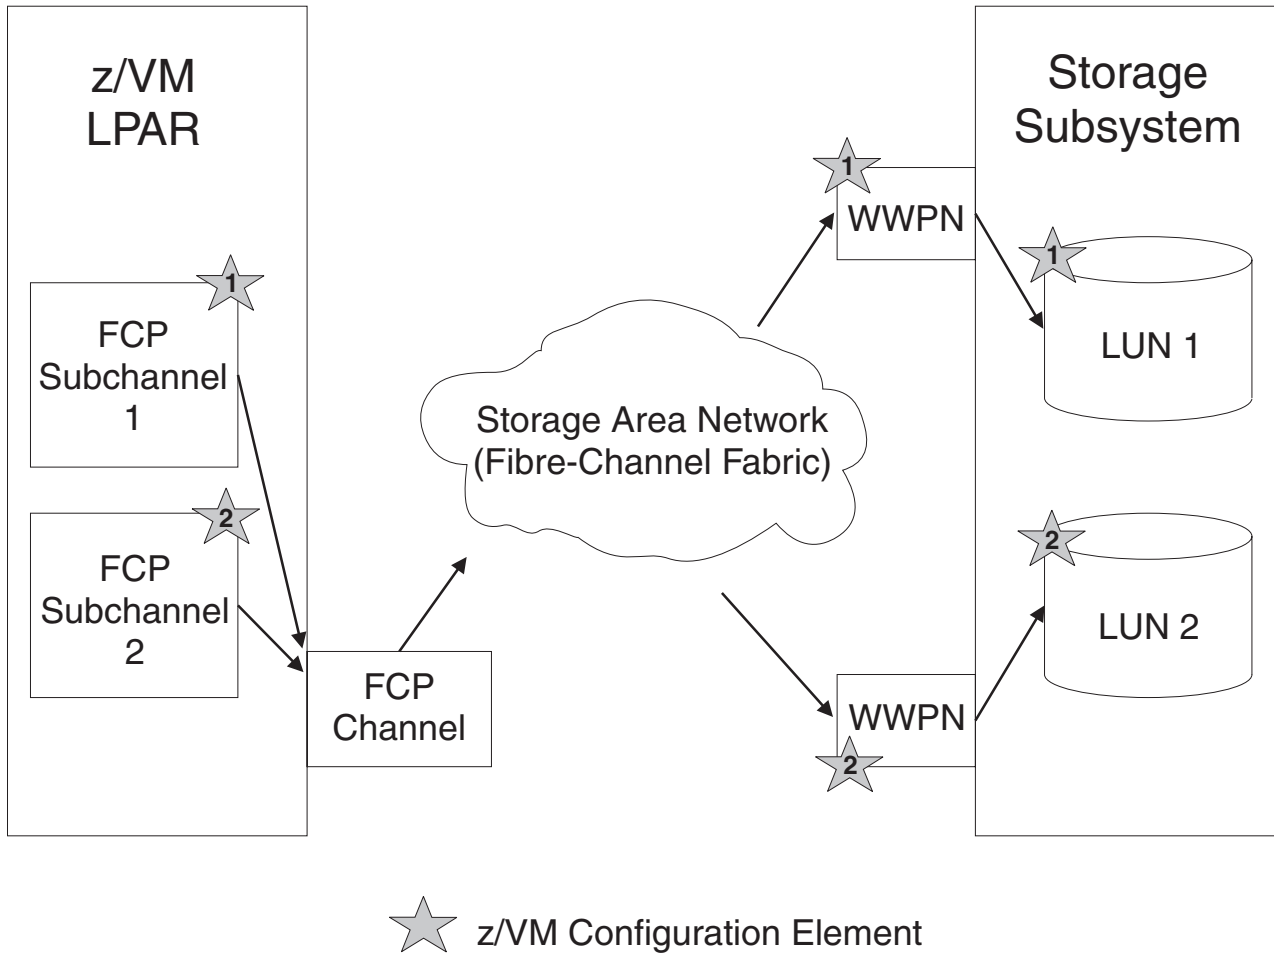 z/VM
LPAR
1
FCP
Subchannel
1
2
FCP
Subchannel
2
FCP
Channel
Storage Area Network
(Fibre-Channel Fabric)
Storage
Subsystem
1
WWPN
1
LUN 1
2
LUN 2
WWPN
2
z/VM Configuration Element